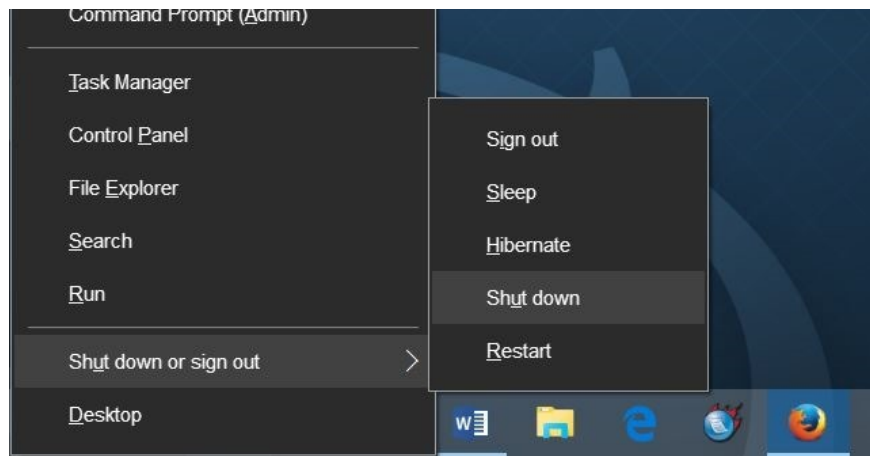 Command Prompt (Admin)
Task Manager
Control Panel
File Explorer
Search
Run
Shut down or sign out
Desktop
Sign out
Sleep
Hibernate
Shut down
Restart
W